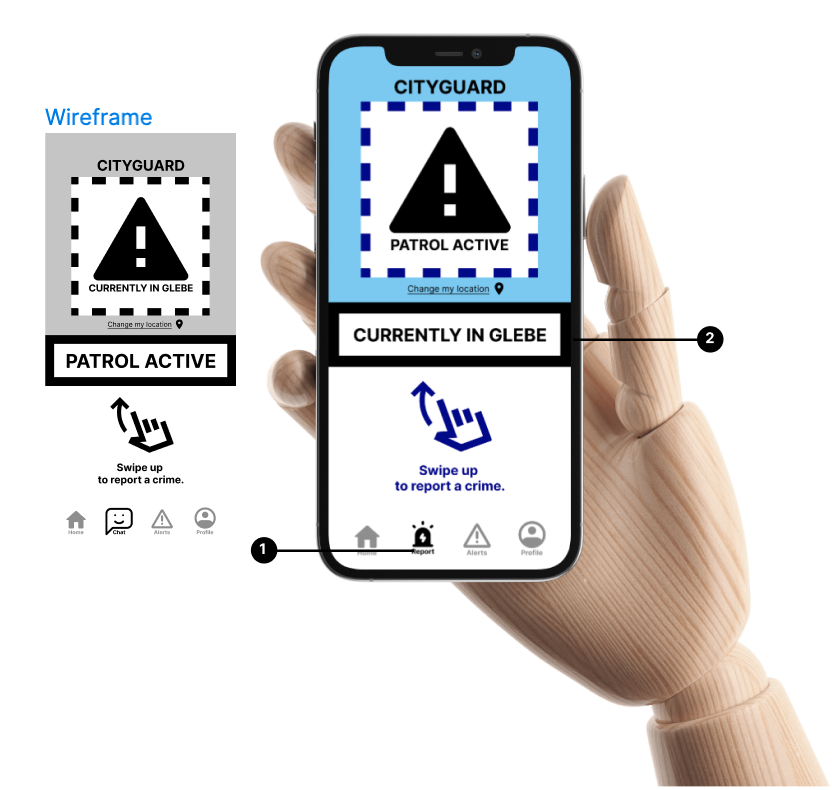 Wireframe
CITYGUARD
CURRENTLY IN GLEBE
Change my location
PATROL ACTIVE
Swipe up
to report a crime.
Home
Chat
Alerts
Profile
CITYGUARD
PATROL ACTIVE
Change my location
CURRENTLY IN GLEBE
Swipe up
to report a crime.
Home
Report
Alerts
Profile
1
2